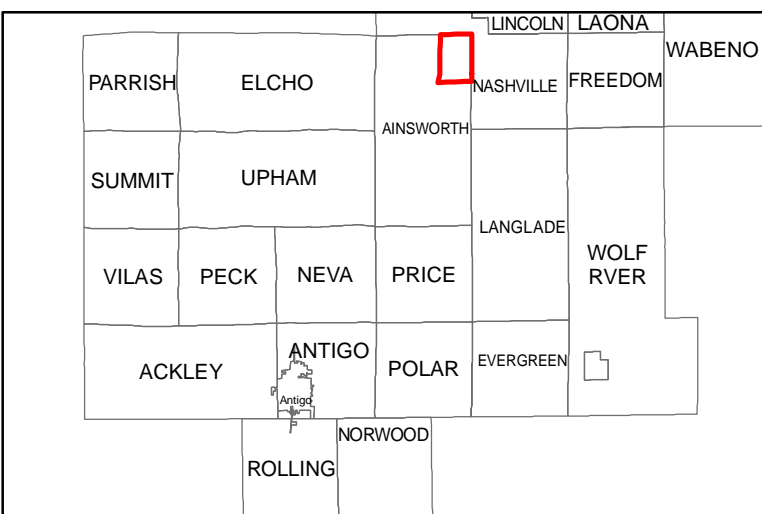 LINCOLN
LAONA
WABENO
PARRISH
ELCHO
NASHVILLE
FREEDOM
AINSWORTH
SUMMIT
UPHAM
LANGLADE
WOLF
RVER
VILAS
PECK
NEVA
PRICE
ANTIGO
ACKLEY
POLAR
EVERGREEN
Antigo
NORWOOD
ROLLING